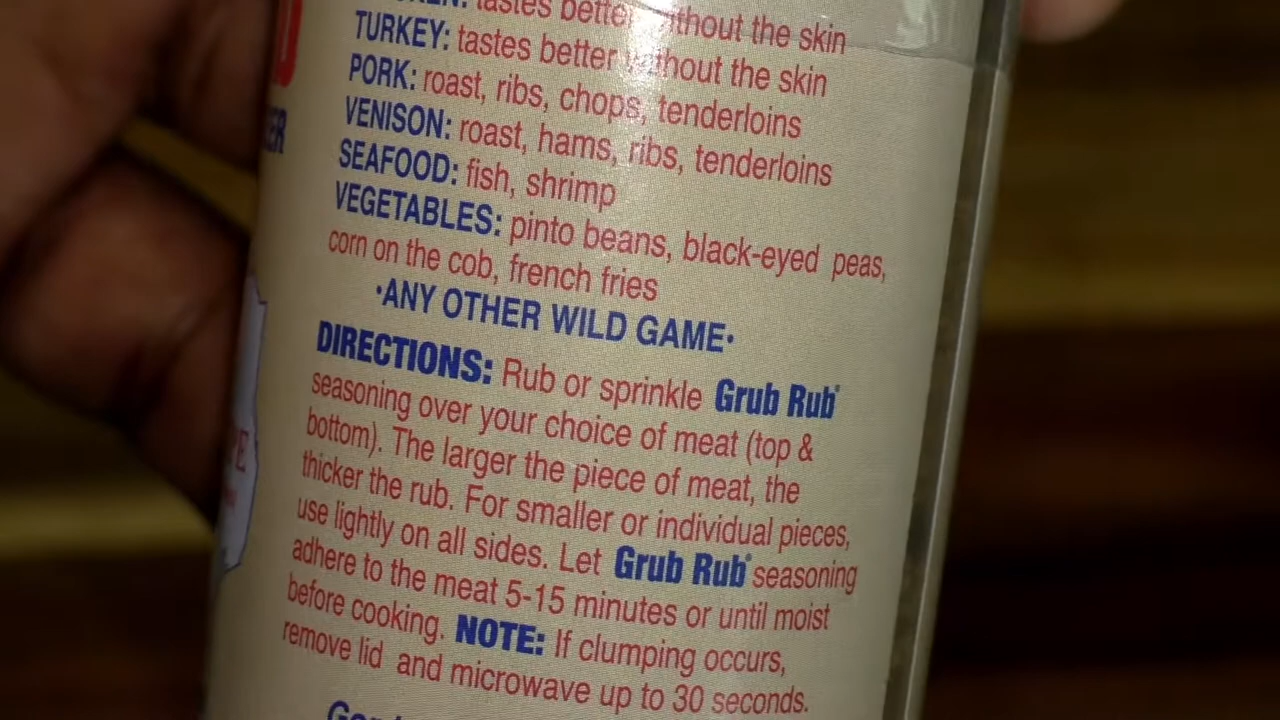 tastes better without the skin
TURKEY: tastes better without the skin
PORK: roast, ribs, chops, tenderloins
VENISON: roast, hams, ribs, tenderloins
SEAFOOD: fish, shrimp
VEGETABLES: pinto beans, black-eyed peas,
corn on the cob, french fries
·ANY OTHER WILD GAME·
DIRECTIONS: Rub or sprinkle Grub Rub®
seasoning over your choice of meat (top &
bottom). The larger the piece of meat, the
thicker the rub. For smaller or individual pieces,
use lightly on all sides. Let Grub Rub® seasoning
adhere to the meat 5-15 minutes or until moist
before cooking. NOTE: If clumping occurs,
remove lid and microwave up to 30 seconds.